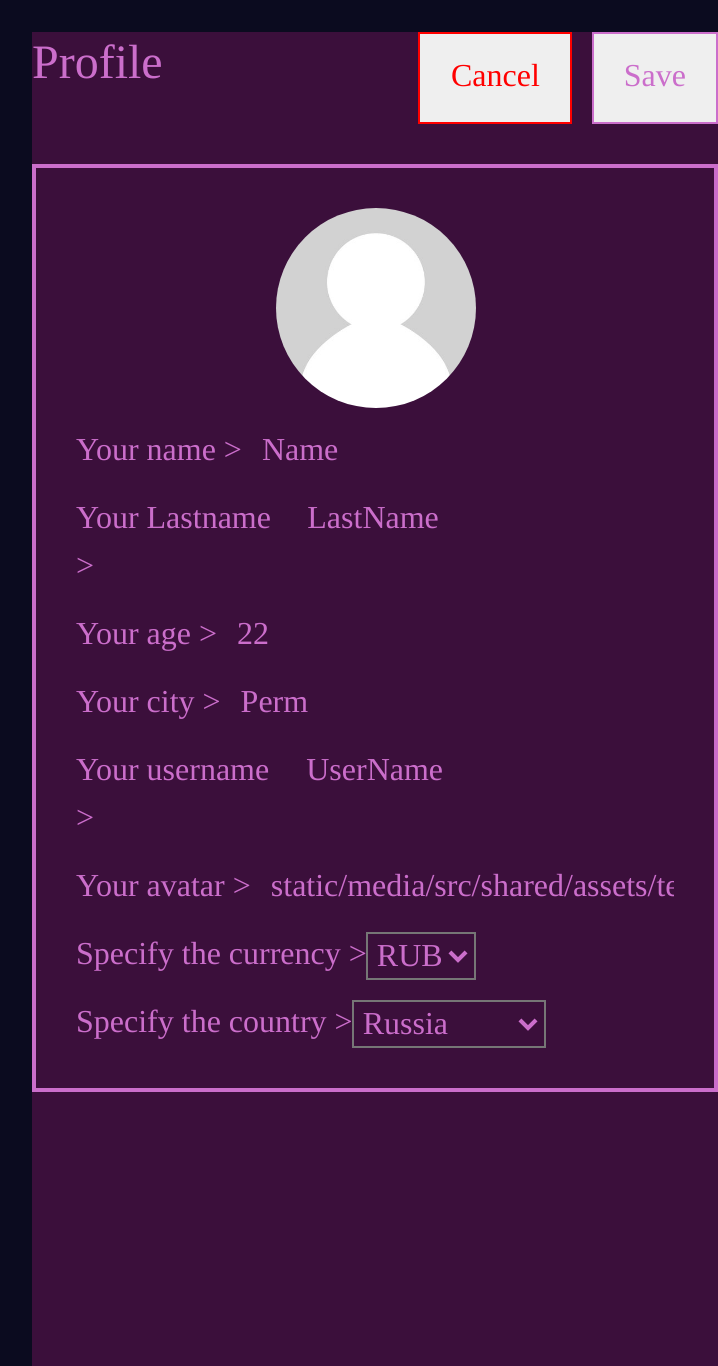 Profile
Cancel
Save
Your name > Name
Your Lastname LastName
>
Your age > 22
Your city > Perm
Your username UserName
>
Your avatar > static/media/src/shared/assets/te
Specify the currency > RUB
Specify the country > Russia